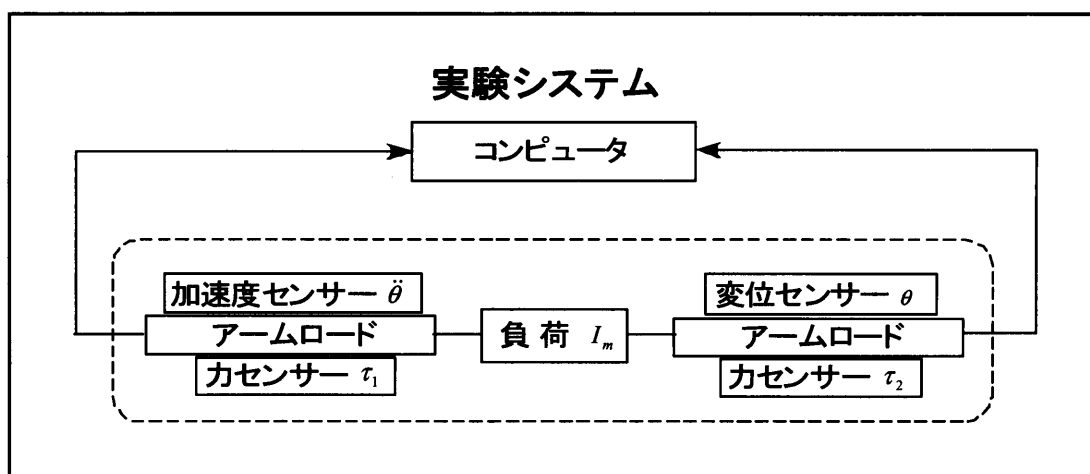 実験システム
コンピュータ
加速度センサー θ̈
アームロード
力センサー τ₁
負荷 Iₘ
変位センサー θ
アームロード
力センサー τ₂